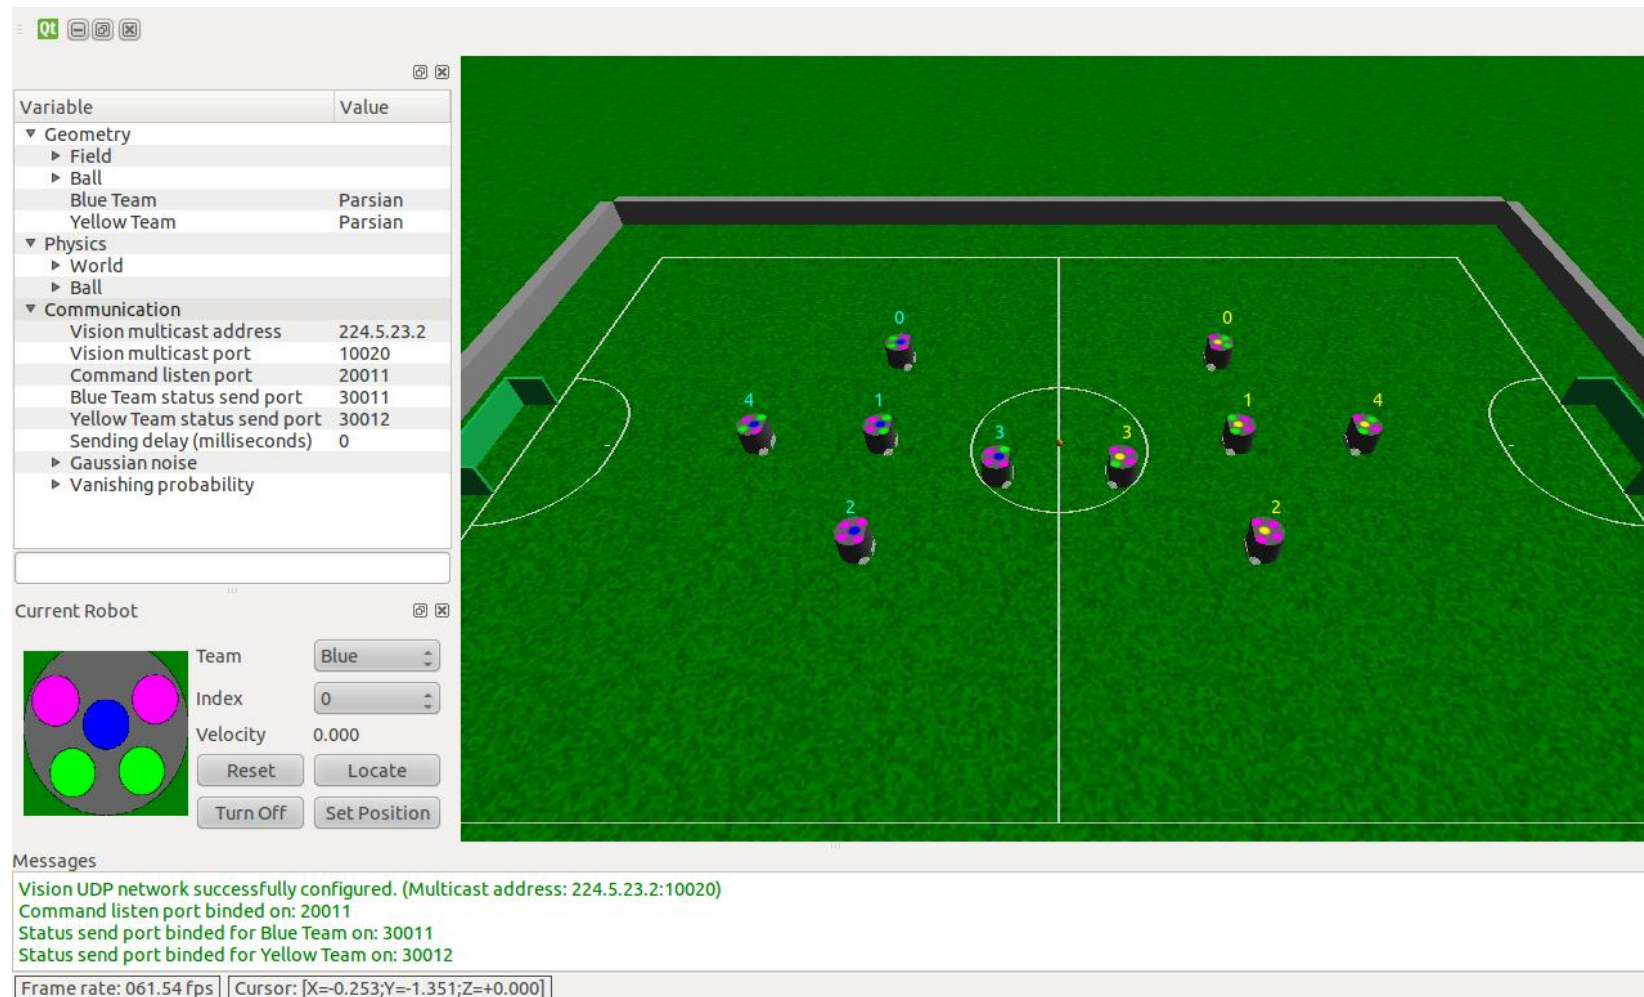 Qt
Variable Value
Geometry
Field
Ball
Blue Team Parsian
Yellow Team Parsian
Physics
World
Ball
Communication
Vision multicast address 224.5.23.2
Vision multicast port 10020
Command listen port 20011
Blue Team status send port 30011
Yellow Team status send port 30012
Sending delay (milliseconds) 0
Gaussian noise
Vanishing probability
0 0
4 1 1 4
3 3
2 2
Current Robot
Team Blue
Index 0
Velocity 0.000
Reset Locate
Turn Off Set Position
Messages
Vision UDP network successfully configured. (Multicast address: 224.5.23.2:10020)
Command listen port binded on: 20011
Status send port binded for Blue Team on: 30011
Status send port binded for Yellow Team on: 30012
Frame rate: 061.54 fps Cursor: [X=-0.253;Y=-1.351;Z=+0.000]